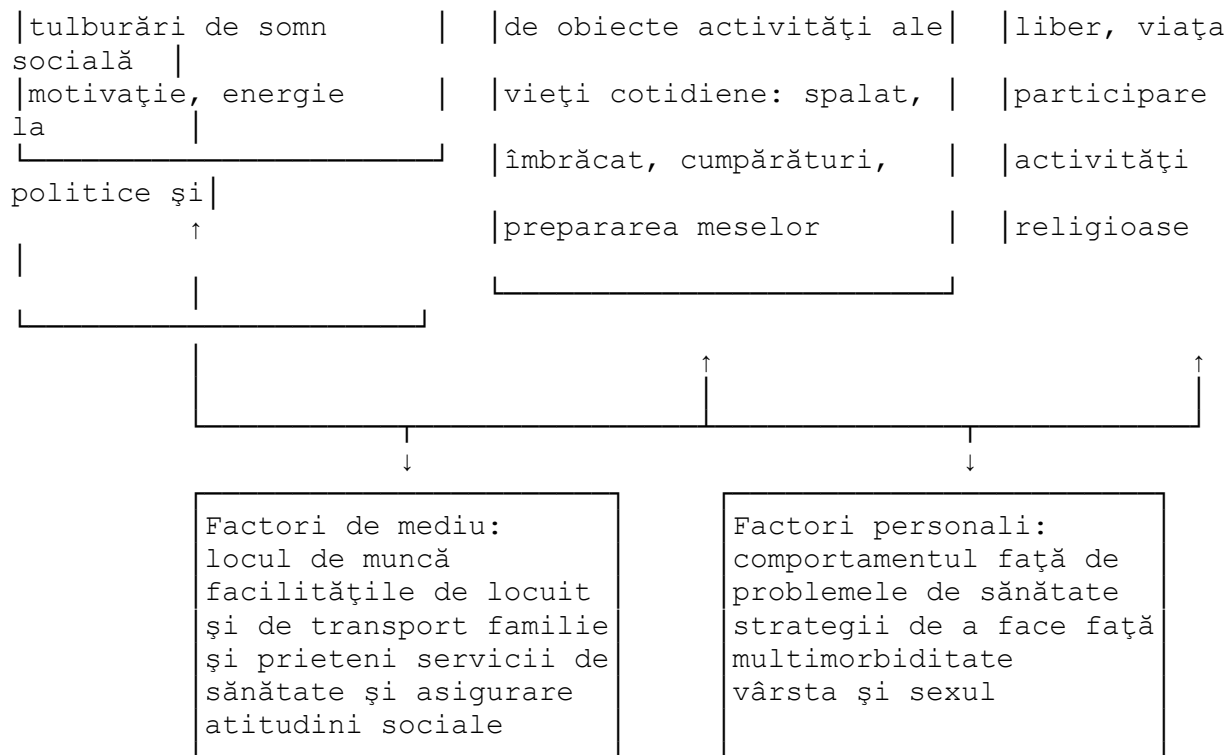 tulburări de somn de obiecte activităţi ale liber, viaţa
socială
motivaţie, energie vieţi cotidiene: spalat, participare
la
îmbrăcat, cumpărături, activităţi
politice şi
prepararea meselor religioase
Factori de mediu:
locul de muncă
facilităţile de locuit
şi de transport familie
şi prieteni servicii de
sănătate şi asigurare
atitudini sociale
Factori personali:
comportamentul faţă de
problemele de sănătate
strategii de a face faţă
multimorbiditate
vârsta şi sexul